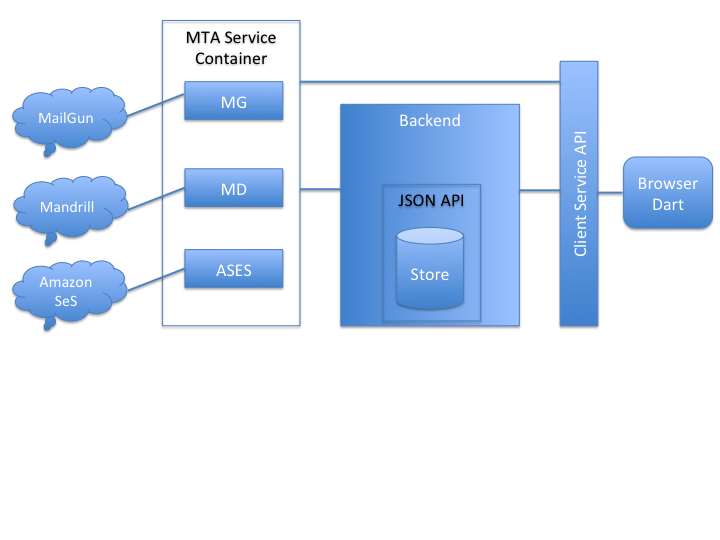 MTA Service
Container
MailGun
MG
Mandrill
MD
Amazon
SeS
ASES
Backend
JSON API
Store
Client Service API
Browser
Dart